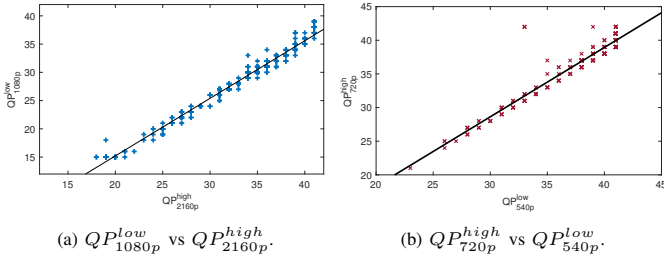 40
35
30
25
20
15
QP^low_1080p
15 20 25 30 35 40
QP^high_2160p
(a) QP^low_1080p vs QP^high_2160p.
45
40
35
30
25
20
QP^high_720p
20 25 30 35 40 45
QP^low_540p
(b) QP^high_720p vs QP^low_540p.